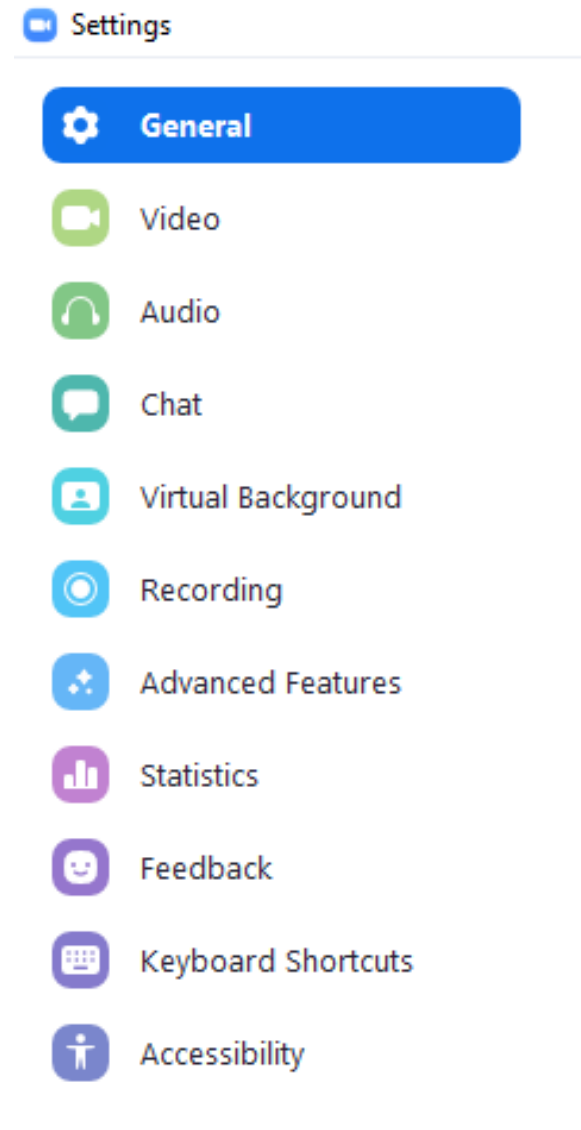 Settings
General
Video
Audio
Chat
Virtual Background
Recording
Advanced Features
Statistics
Feedback
Keyboard Shortcuts
Accessibility